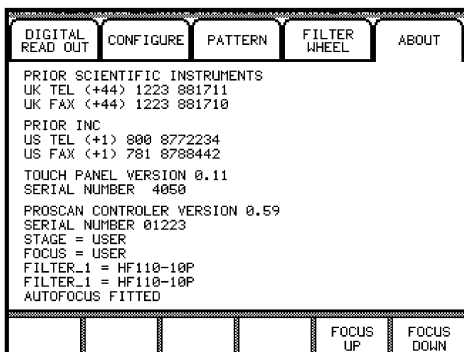 DIGITAL READ OUT
CONFIGURE
PATTERN
FILTER WHEEL
ABOUT
PRIOR SCIENTIFIC INSTRUMENTS
UK TEL (+44) 1223 881711
UK FAX (+44) 1223 881710
PRIOR INC
US TEL (+1) 800 8772234
US FAX (+1) 781 8788442
TOUCH PANEL VERSION 0.11
SERIAL NUMBER 4050
PROSCAN CONTROLER VERSION 0.59
SERIAL NUMBER 01223
STAGE = USER
FOCUS = USER
FILTER_1 = HF110-10P
FILTER_1 = HF110-10P
AUTOFOCUS FITTED
FOCUS UP
FOCUS DOWN